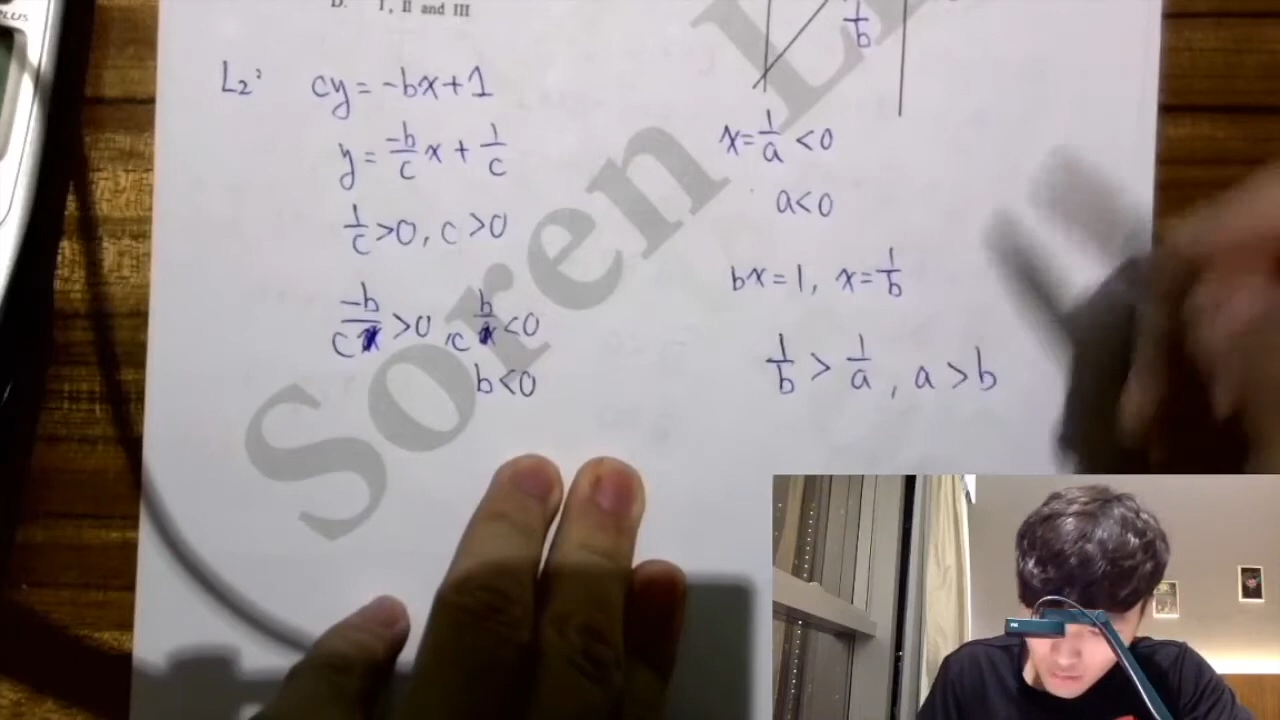 PLUS
D. I, II and III
1/b
L₂: cy = -bx + 1
y = -b/c x + 1/c
1/c > 0, c > 0
-b/c > 0, b/c < 0
b < 0
x = 1/a < 0
a < 0
bx = 1, x = 1/b
1/b > 1/a, a > b
Soren L